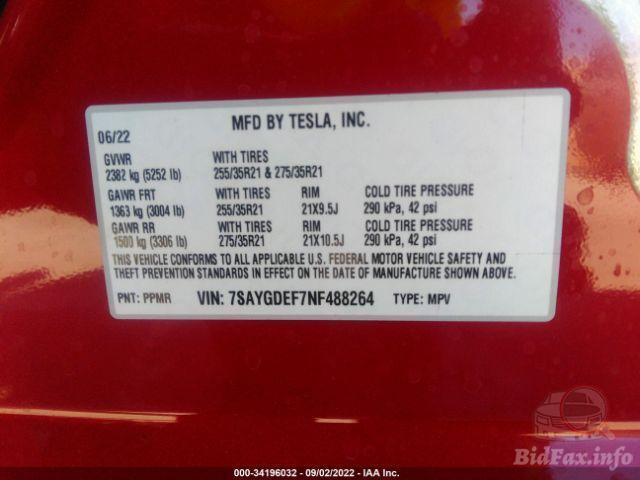 MFD BY TESLA, INC.
06/22
GVWR WITH TIRES
2382 kg (5252 lb) 255/35R21 & 275/35R21
GAWR FRT WITH TIRES RIM COLD TIRE PRESSURE
1363 kg (3004 lb) 255/35R21 21X9.5J 290 kPa, 42 psi
GAWR RR WITH TIRES RIM COLD TIRE PRESSURE
1500 kg (3306 lb) 275/35R21 21X10.5J 290 kPa, 42 psi
THIS VEHICLE CONFORMS TO ALL APPLICABLE U.S. FEDERAL MOTOR VEHICLE SAFETY AND
THEFT PREVENTION STANDARDS IN EFFECT ON THE DATE OF MANUFACTURE SHOWN ABOVE.
PNT: PPMR VIN: 7SAYGDEF7NF488264 TYPE: MPV
BidFax.info
000-34196032 - 09/02/2022 - IAA Inc.